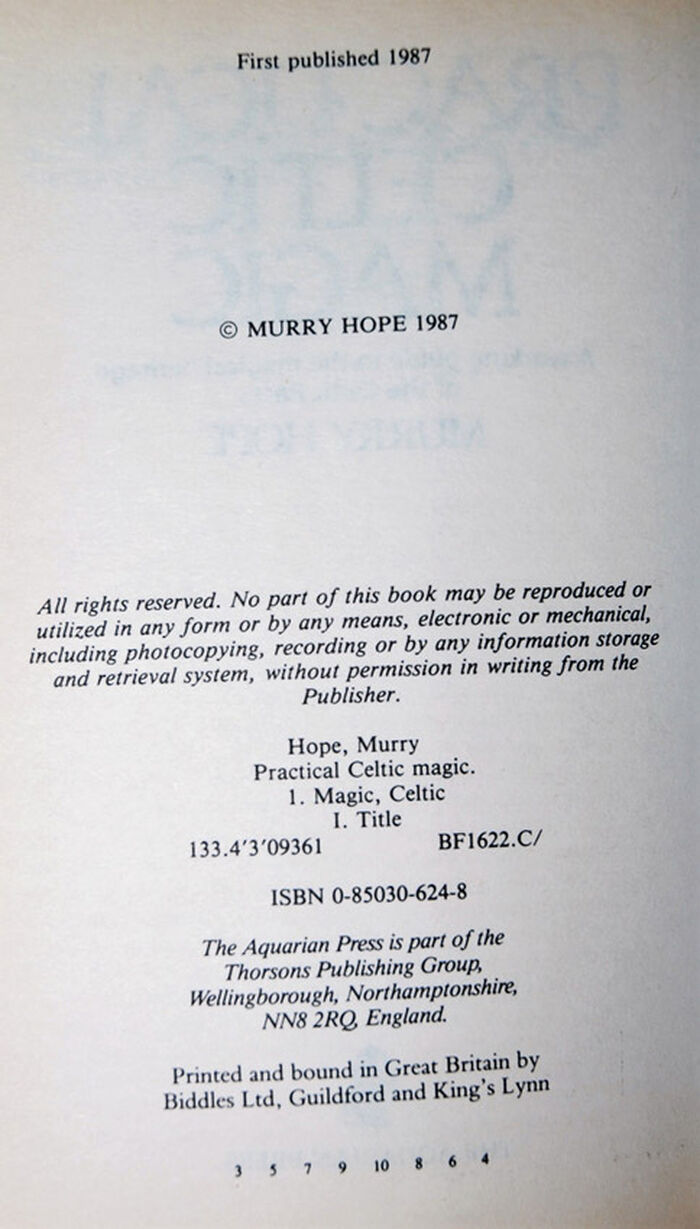 First published 1987
© MURRY HOPE 1987
All rights reserved. No part of this book may be reproduced or
utilized in any form or by any means, electronic or mechanical,
including photocopying, recording or by any information storage
and retrieval system, without permission in writing from the
Publisher.
Hope, Murry
Practical Celtic magic.
1. Magic, Celtic
I. Title
133.4'3'09361 BF1622.C/
ISBN 0-85030-624-8
The Aquarian Press is part of the
Thorsons Publishing Group,
Wellingborough, Northamptonshire,
NN8 2RQ, England.
Printed and bound in Great Britain by
Biddles Ltd, Guildford and King's Lynn
3 5 7 9 10 8 6 4